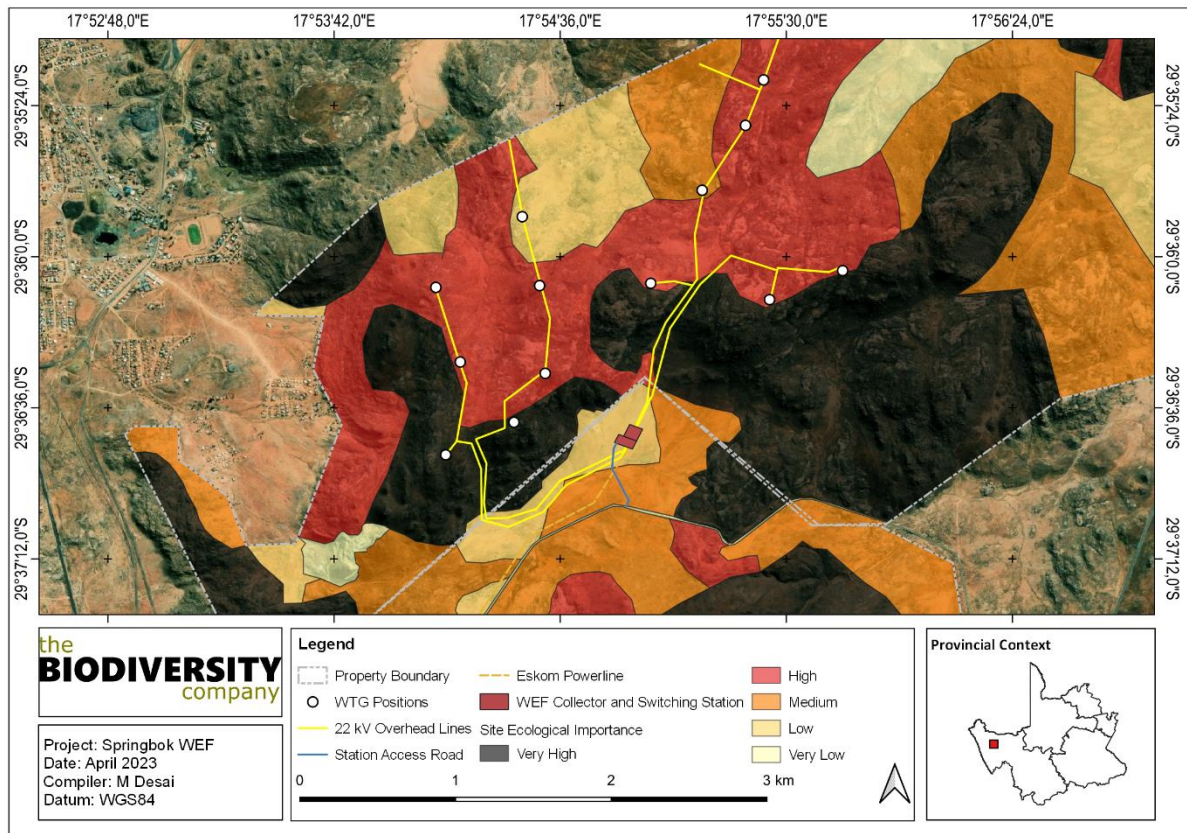 17°52'48,0"E 17°53'42,0"E 17°54'36,0"E 17°55'30,0"E 17°56'24,0"E
29°35'24,0"S 29°35'24,0"S
29°36'0,0"S 29°36'0,0"S
29°36'36,0"S 29°36'36,0"S
29°37'12,0"S 29°37'12,0"S
the
BIODIVERSITY
company
Project: Springbok WEF
Date: April 2023
Compiler: M Desai
Datum: WGS84
Legend
Property Boundary
WTG Positions
22 kV Overhead Lines
Station Access Road
Eskom Powerline
WEF Collector and Switching Station
Site Ecological Importance
Very High
High
Medium
Low
Very Low
0 1 2 3 km
Provincial Context